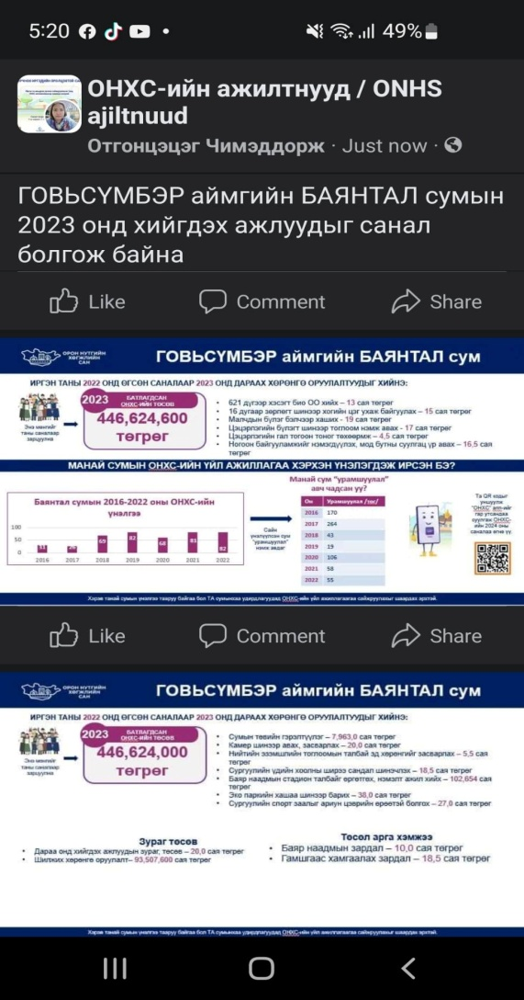 5:20
49%
ОНХС-ийн ажилтнууд / ONHS
ajiltnuud
Отгонцэцэг Чимэддорж · Just now ·
ГОВЬСҮМБЭР аймгийн БАЯНТАЛ сумын
2023 онд хийгдэх ажлуудыг санал
болгож байна
Like Comment Share
ОРОН НУТГИЙН
ХӨГЖЛИЙН
САН
ГОВЬСҮМБЭР аймгийн БАЯНТАЛ сум
ИРГЭН ТАНЫ 2022 ОНД ӨГСӨН САНАЛААР 2023 ОНД ДАРААХ ХӨРӨНГӨ ОРУУЛАЛТУУДЫГ ХИЙНЭ:
Энэ мөнгийг
таны саналаар
зарцуулна
2023 БАТЛАГДСАН
ОНХС-ИЙН ТӨСӨВ
446,624,600
төгрөг
• 621 дүгээр хэсэгт био ОО хийх – 13 сая төгрөг
• 16 дугаар зөрлөгт шинээр хогийн цэг ухаж байгуулах – 15 сая төгрөг
• Малчдын бүлэг бэлчээр хаших - 19 сая төгрөг
• Цэцэрлэгийн бүлэгт шинээр тоглоом нэмж авах - 17 сая төгрөг
• Цэцэрлэгийн гал тогоон тоног төхөөрөмж – 4,5 сая төгрөг
• Ногоон байгууламжийг нэмэгдүүлэх, мод бутны суулгац үр авах – 16,5 сая
төгрөг
МАНАЙ СУМЫН ОНХС-ИЙН ҮЙЛ АЖИЛЛАГАА ХЭРХЭН ҮНЭЛЭГДЭЖ ИРСЭН БЭ?
Баянтал сумын 2016-2022 оны ОНХС-ийн
үнэлгээ
100
50
0
69 82 68 81 82
2016 2017 2018 2019 2020 2021 2022
Сайн
үнэлүүлсэн сум
"урамшуулал"
нэмж авдаг
Манай сум "урамшуулал"
авч чадсан уу?
Он Урамшуулал /сас/
2016 170
2017 264
2018 43
2019 19
2020 106
2021 58
2022 55
Та QR кодыг
уншуулж
"ОНХС" апп-ийг
гар утсандаа
суулгаж ОНХС-
ийн 2024 оны
саналаа өгнө үү.
Хэрэв танай сумын үнэлгээ тааруу байгаа бол ТА сумынхаа удирдлагуудад ОНХС-ийн үйл ажиллагаагаа сайжруулахыг шаардах эрхтэй.
Like Comment Share
ОРОН НУТГИЙН
ХӨГЖЛИЙН
САН
ГОВЬСҮМБЭР аймгийн БАЯНТАЛ сум
ИРГЭН ТАНЫ 2022 ОНД ӨГСӨН САНАЛААР 2023 ОНД ДАРААХ ХӨРӨНГӨ ОРУУЛАЛТУУДЫГ ХИЙНЭ:
Энэ мөнгийг
таны саналаар
зарцуулна
2023 БАТЛАГДСАН
ОНХС-ИЙН ТӨСӨВ
446,624,000
төгрөг
• Сумын төвийн гэрэлтүүлэг – 7,963,0 сая төгрөг
• Камер шинээр авах, засварлах – 20,0 сая төгрөг
• Нийтийн эзэмшлийн тоглоомын талбай эд хөрөнгийг засварлах – 5,5 сая
төгрөг
• Сургуулийн үдийн хоолны ширээ сандал шинэчлэх – 18,5 сая төгрөг
• Баяр наадмын стадион талбайг өргөтгөх, нэмэлт ажил хийх – 102,654 сая
төгрөг
• Эко паркийн хашаа шинээр барих – 38,0 сая төгрөг
• Сургуулийн спорт заалыг ариун цэврийн өрөөтэй болгох – 27,0 сая төгрөг
Зураг төсөв
• Дараа онд хийгдэх ажлуудын зураг, төсөв – 20,0 сая төгрөг
• Шилжих хөрөнгө оруулалт– 93,507,600 сая төгрөг
Төсөл арга хэмжээ
• Баяр наадмын зардал – 10,0 сая төгрөг
• Гамшгаас хамгаалах зардал – 18,5 сая төгрөг
Хэрэв танай сумын үнэлгээ тааруу байгаа бол ТА сумынхаа удирдлагуудад ОНХС-ийн үйл ажиллагаагаа сайжруулахыг шаардах эрхтэй.